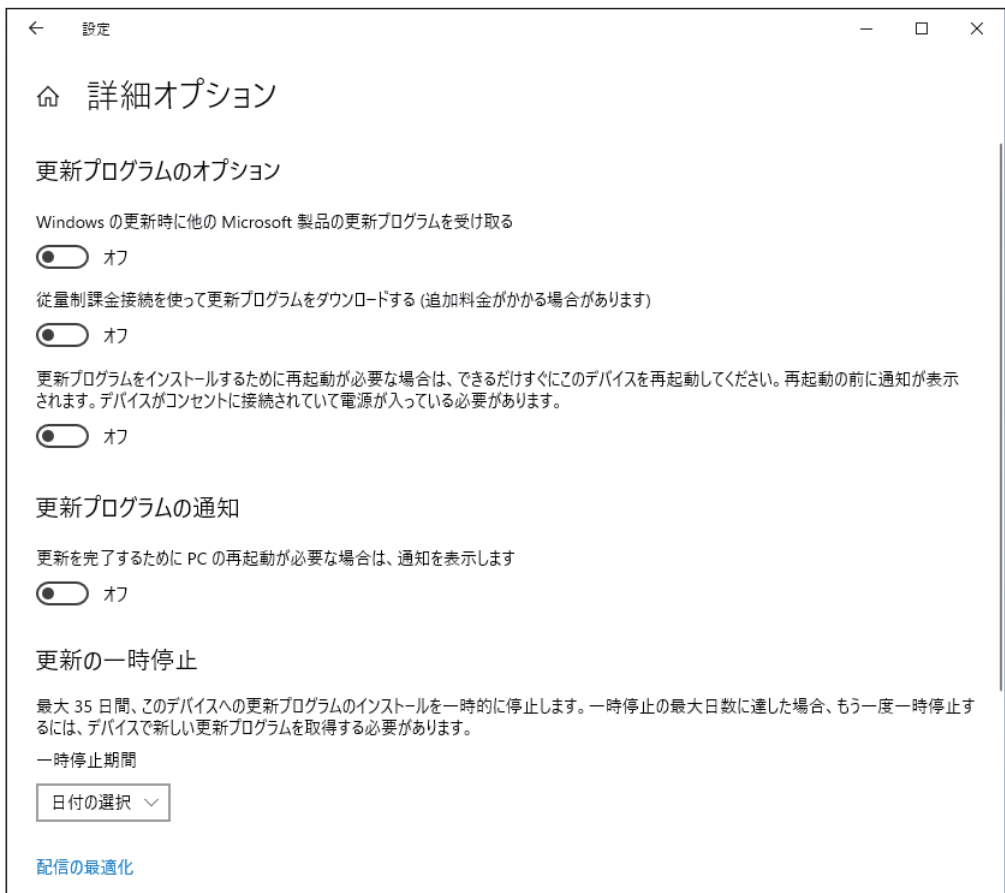 設定
詳細オプション
更新プログラムのオプション
Windows の更新時に他の Microsoft 製品の更新プログラムを受け取る
オフ
従量制課金接続を使って更新プログラムをダウンロードする (追加料金がかかる場合があります)
オフ
更新プログラムをインストールするために再起動が必要な場合は、できるだけすぐにこのデバイスを再起動してください。再起動の前に通知が表示
されます。デバイスがコンセントに接続されていて電源が入っている必要があります。
オフ
更新プログラムの通知
更新を完了するために PC の再起動が必要な場合は、通知を表示します
オフ
更新の一時停止
最大 35 日間、このデバイスへの更新プログラムのインストールを一時的に停止します。一時停止の最大日数に達した場合、もう一度一時停止す
るには、デバイスで新しい更新プログラムを取得する必要があります。
一時停止期間
日付の選択
配信の最適化